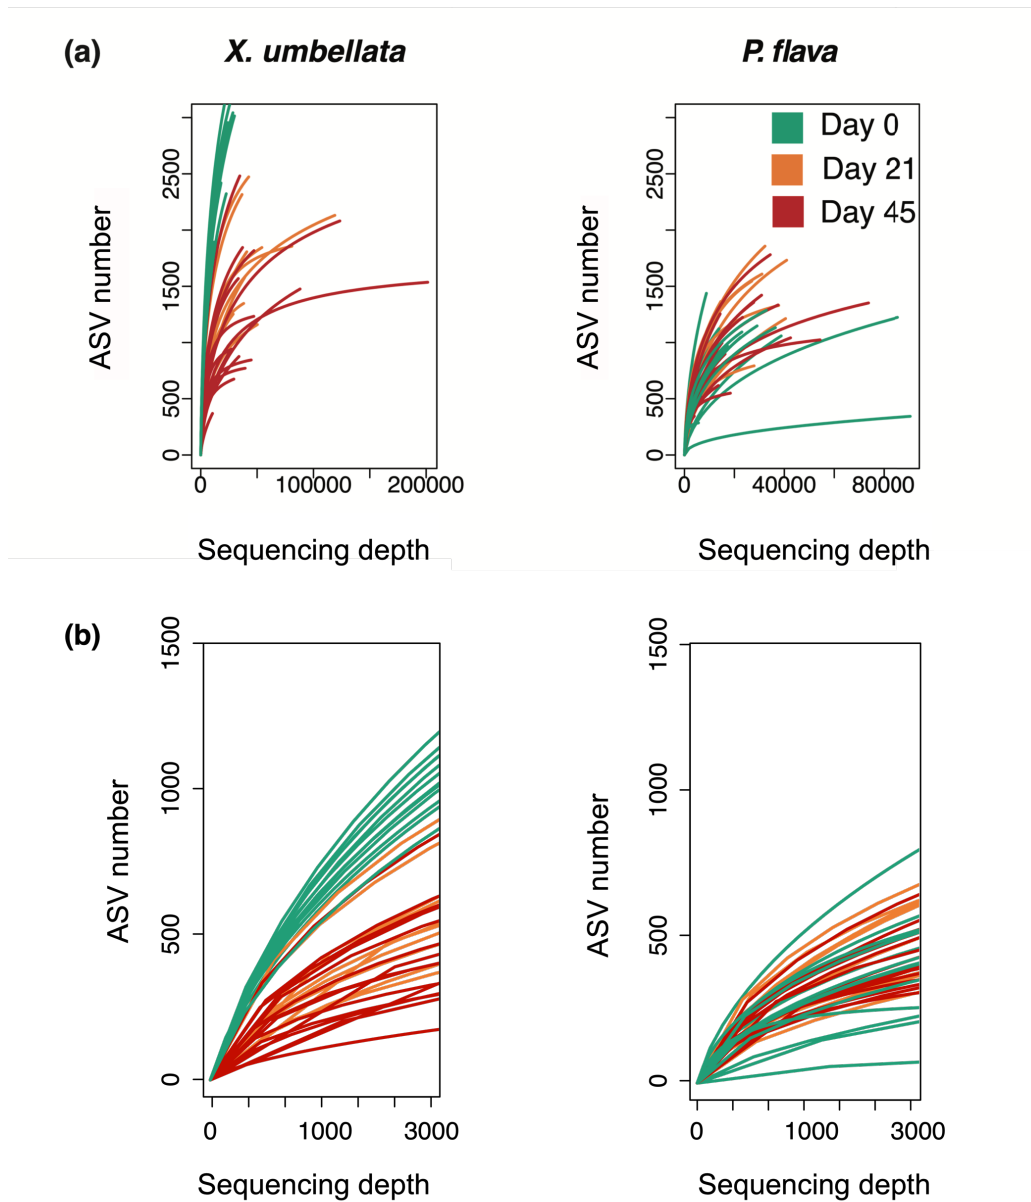 (a)
X. umbellata
P. flava
ASV number
2500
1500
500
0
0
100000
200000
Sequencing depth
ASV number
2500
1500
500
0
Day 0
Day 21
Day 45
0
40000
80000
Sequencing depth
(b)
ASV number
1500
1000
500
0
0
1000
3000
Sequencing depth
ASV number
1500
1000
500
0
0
1000
3000
Sequencing depth